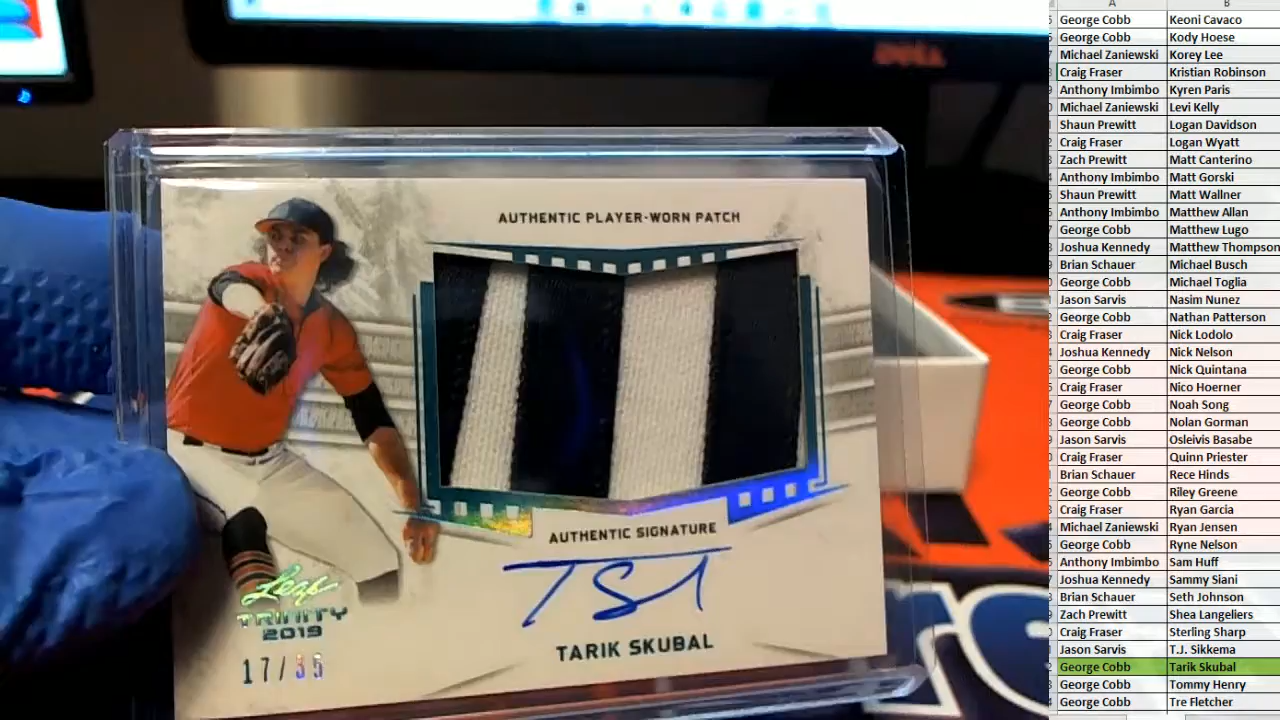 DELL
AUTHENTIC PLAYER-WORN PATCH
AUTHENTIC SIGNATURE
TARIK SKUBAL
Leaf
TRINITY
2019
17/35
A B
George Cobb Keoni Cavaco
George Cobb Kody Hoese
Michael Zaniewski Korey Lee
Craig Fraser Kristian Robinson
Anthony Imbimbo Kyren Paris
Michael Zaniewski Levi Kelly
Shaun Prewitt Logan Davidson
Craig Fraser Logan Wyatt
Zach Prewitt Matt Canterino
Anthony Imbimbo Matt Gorski
Shaun Prewitt Matt Wallner
Anthony Imbimbo Matthew Allan
George Cobb Matthew Lugo
Joshua Kennedy Matthew Thompson
Brian Schauer Michael Busch
George Cobb Michael Toglia
Jason Sarvis Nasim Nunez
George Cobb Nathan Patterson
Craig Fraser Nick Lodolo
Joshua Kennedy Nick Nelson
George Cobb Nick Quintana
Craig Fraser Nico Hoerner
George Cobb Noah Song
George Cobb Nolan Gorman
Jason Sarvis Osleivis Basabe
Craig Fraser Quinn Priester
Brian Schauer Rece Hinds
George Cobb Riley Greene
Craig Fraser Ryan Garcia
Michael Zaniewski Ryan Jensen
George Cobb Ryne Nelson
Anthony Imbimbo Sam Huff
Joshua Kennedy Sammy Siani
Brian Schauer Seth Johnson
Zach Prewitt Shea Langeliers
Craig Fraser Sterling Sharp
Jason Sarvis T.J. Sikkema
George Cobb Tarik Skubal
George Cobb Tommy Henry
George Cobb Tre Fletcher